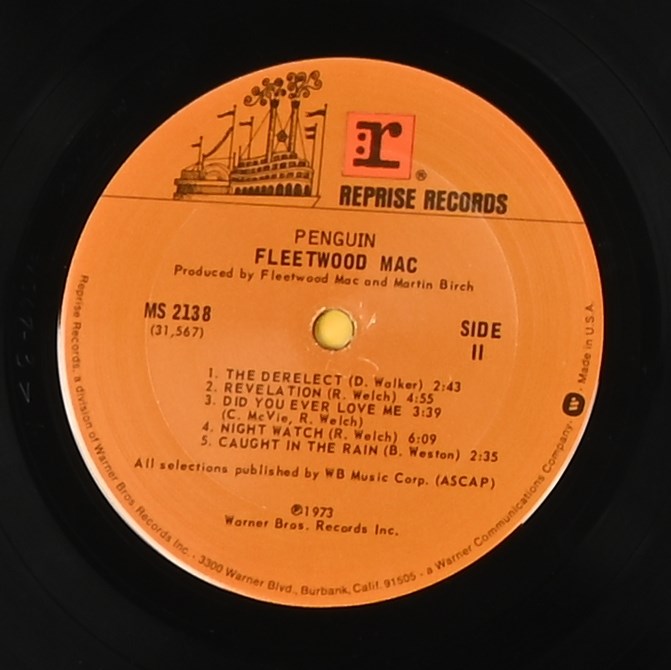 r®
REPRISE RECORDS
PENGUIN
FLEETWOOD MAC
Produced by Fleetwood Mac and Martin Birch
MS 2138
(31,567)
SIDE
II
1. THE DERELECT (D. Walker) 2:43
2. REVELATION (R. Welch) 4:55
3. DID YOU EVER LOVE ME 3:39
(C. McVie, R. Welch)
4. NIGHT WATCH (R. Welch) 6:09
5. CAUGHT IN THE RAIN (B. Weston) 2:35
All selections published by WB Music Corp. (ASCAP)
℗1973
Warner Bros. Records Inc.
Reprise Records, a division of Warner Bros. Records Inc. · 3300 Warner Blvd., Burbank, Calif. 91505 · a Warner Communications Company · Made in U.S.A.